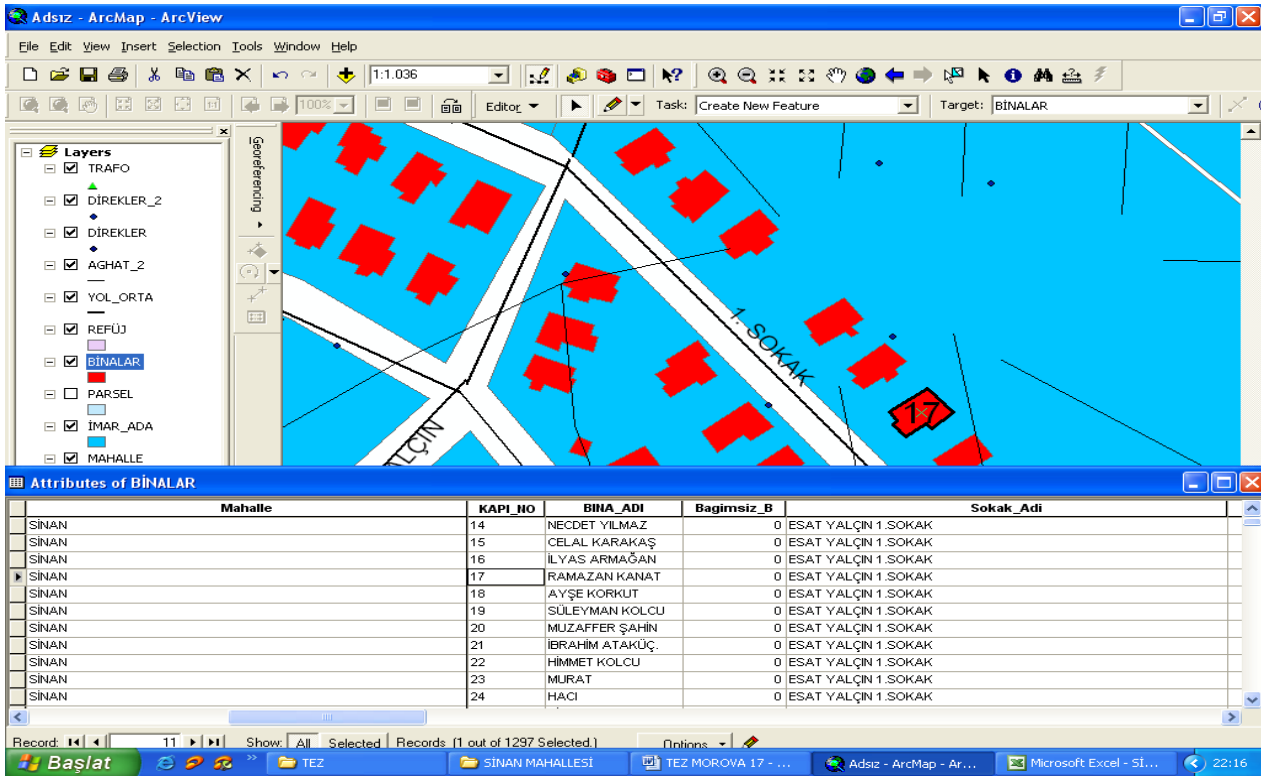 Adsız - ArcMap - ArcView
File Edit View Insert Selection Tools Window Help
1:1.036
100% Editor Task: Create New Feature Target: BİNALAR
Layers
TRAFO
DİREKLER_2
DİREKLER
AGHAT_2
YOL_ORTA
REFÜJ
BİNALAR
PARSEL
İMAR_ADA
MAHALLE
Georeferencing
1. SOKAK
17
ALÇIN
Attributes of BİNALAR
Mahalle KAPI_NO BINA_ADI Bagimsiz_B Sokak_Adi
SİNAN 14 NECDET YILMAZ 0 ESAT YALÇIN 1.SOKAK
SİNAN 15 CELAL KARAKAŞ 0 ESAT YALÇIN 1.SOKAK
SİNAN 16 İLYAS ARMAĞAN 0 ESAT YALÇIN 1.SOKAK
SİNAN 17 RAMAZAN KANAT 0 ESAT YALÇIN 1.SOKAK
SİNAN 18 AYŞE KORKUT 0 ESAT YALÇIN 1.SOKAK
SİNAN 19 SÜLEYMAN KOLCU 0 ESAT YALÇIN 1.SOKAK
SİNAN 20 MUZAFFER ŞAHİN 0 ESAT YALÇIN 1.SOKAK
SİNAN 21 İBRAHİM ATAKÜÇ. 0 ESAT YALÇIN 1.SOKAK
SİNAN 22 HİMMET KOLCU 0 ESAT YALÇIN 1.SOKAK
SİNAN 23 MURAT 0 ESAT YALÇIN 1.SOKAK
SİNAN 24 HACI 0 ESAT YALÇIN 1.SOKAK
Record: 11 Show: All Selected Records (1 out of 1297 Selected.) Options
Başlat TEZ SİNAN MAHALLESİ TEZ MOROVA 17 - ... Adsız - ArcMap - Ar... Microsoft Excel - Sİ... 22:16